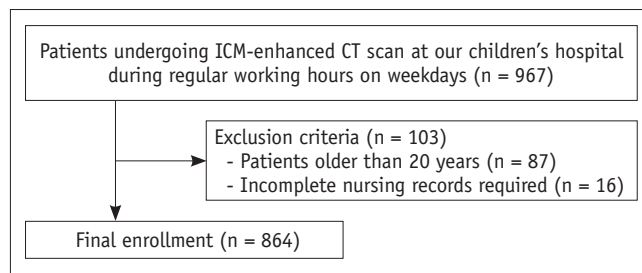 Patients undergoing ICM-enhanced CT scan at our children’s hospital
during regular working hours on weekdays (n = 967)
Exclusion criteria (n = 103)
- Patients older than 20 years (n = 87)
- Incomplete nursing records required (n = 16)
Final enrollment (n = 864)